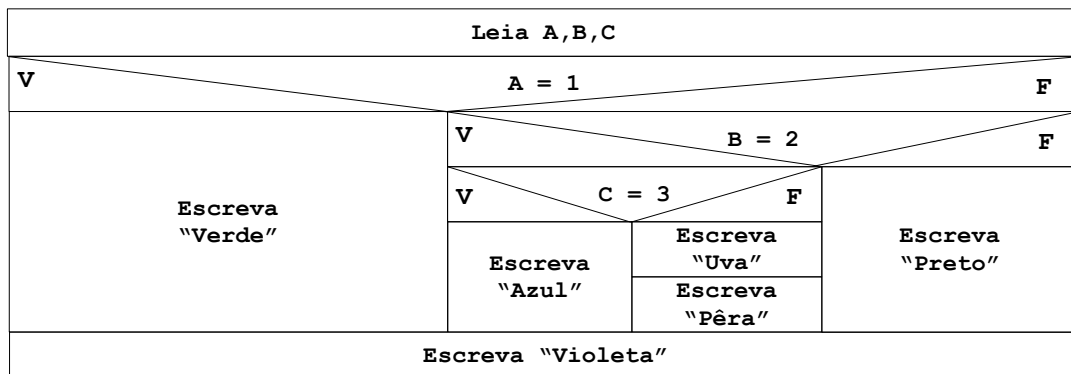 Leia A,B,C
V
A = 1
F
V
B = 2
F
V
C = 3
F
Escreva
“Verde”
Escreva
“Azul”
Escreva
“Uva”
Escreva
“Pêra”
Escreva
“Preto”
Escreva “Violeta”